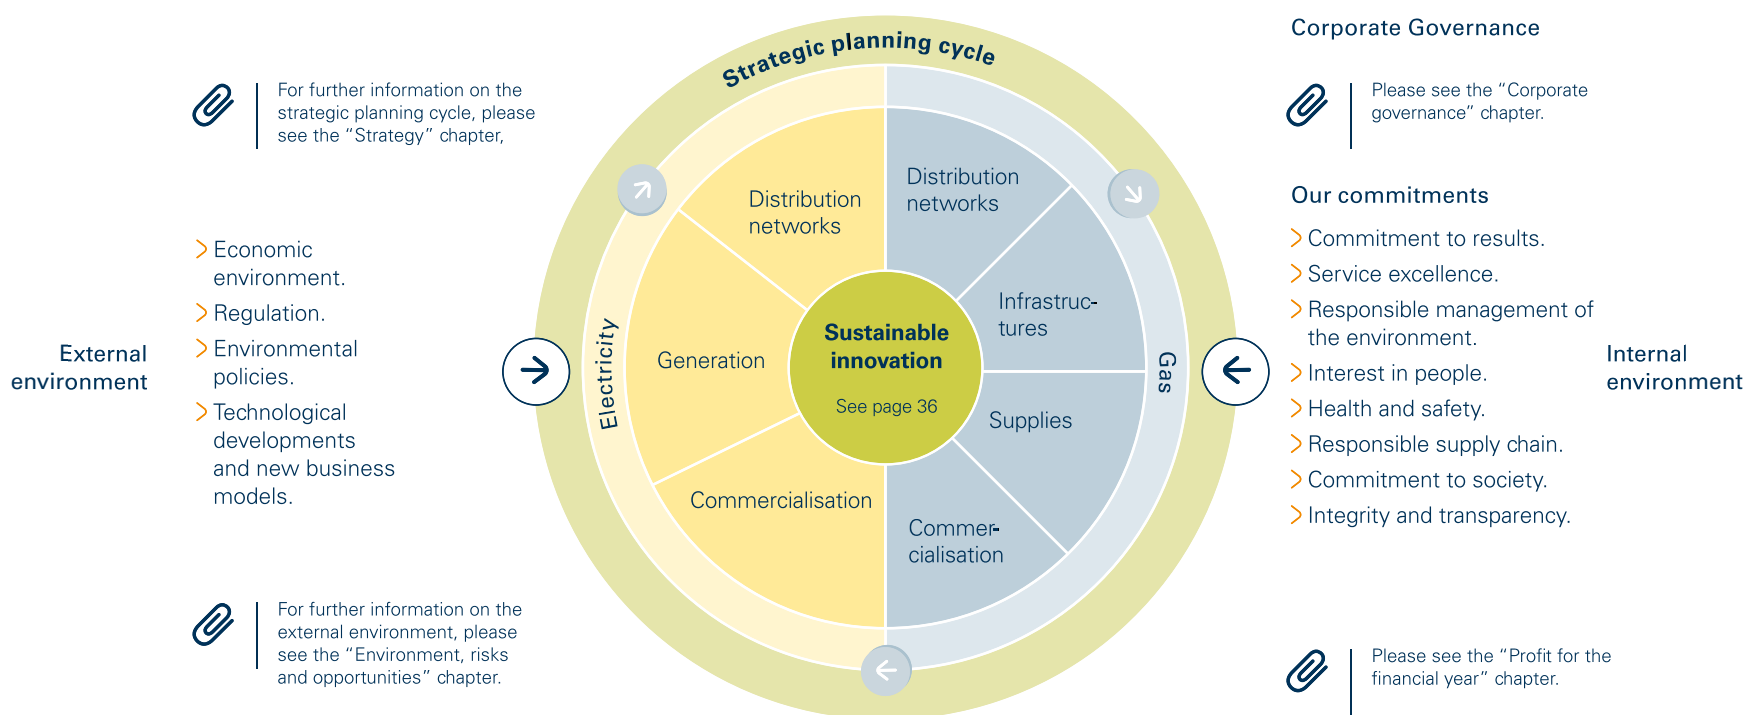 Strategic planning cycle
For further information on the
strategic planning cycle, please
see the “Strategy” chapter,
External
environment
Economic
environment.
Regulation.
Environmental
policies.
Technological
developments
and new business
models.
For further information on the
external environment, please
see the “Environment, risks
and opportunities” chapter.
Electricity
Distribution
networks
Generation
Commercialisation
Sustainable
innovation
See page 36
Distribution
networks
Infrastruc-
tures
Supplies
Commer-
cialisation
Gas
Corporate Governance
Please see the “Corporate
governance” chapter.
Our commitments
Commitment to results.
Service excellence.
Responsible management of
the environment.
Interest in people.
Health and safety.
Responsible supply chain.
Commitment to society.
Integrity and transparency.
Internal
environment
Please see the “Profit for the
financial year” chapter.